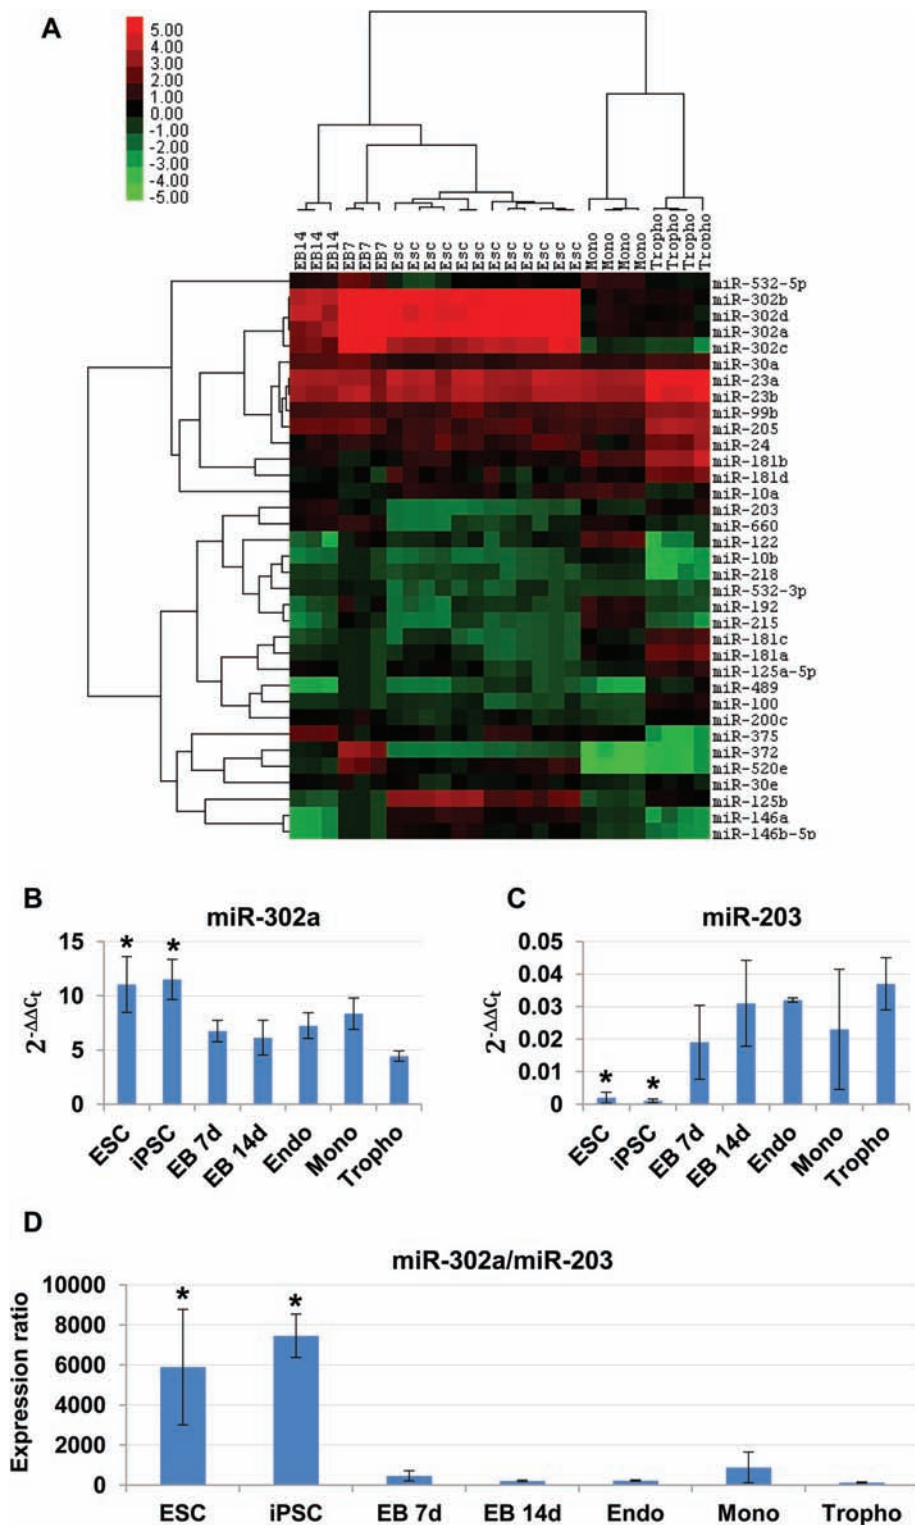 A
5.00
4.00
3.00
2.00
1.00
0.00
-1.00
-3.00
-4.00
-5.00
EB14
EB14
EB14
EB7
EB7
EB7
Esc
Esc
Esc
Esc
Esc
Esc
Esc
Esc
Esc
Esc
Esc
Esc
Mono
Mono
Mono
Mono
Tropho
Tropho
Tropho
Tropho
miR-532-5p
miR-302b
miR-302d
miR-302a
miR-302c
miR-30a
miR-23a
miR-23b
miR-99b
miR-205
miR-24
miR-181b
miR-181d
miR-10a
miR-203
miR-660
miR-122
miR-10b
miR-218
miR-532-3p
miR-192
miR-215
miR-181c
miR-181a
miR-125a-5p
miR-489
miR-100
miR-200c
miR-375
miR-372
miR-520e
miR-30e
miR-125b
miR-146a
miR-146b-5p
B
miR-302a
2-ΔΔCt
15
10
5
0
* *
ESC iPSC EB 7d EB 14d Endo Mono Tropho
C
miR-203
2-ΔΔCt
0.05
0.04
0.03
0.02
0.01
0
* *
ESC iPSC EB 7d EB 14d Endo Mono Tropho
D
miR-302a/miR-203
Expression ratio
10000
8000
6000
4000
2000
0
* *
ESC iPSC EB 7d EB 14d Endo Mono Tropho